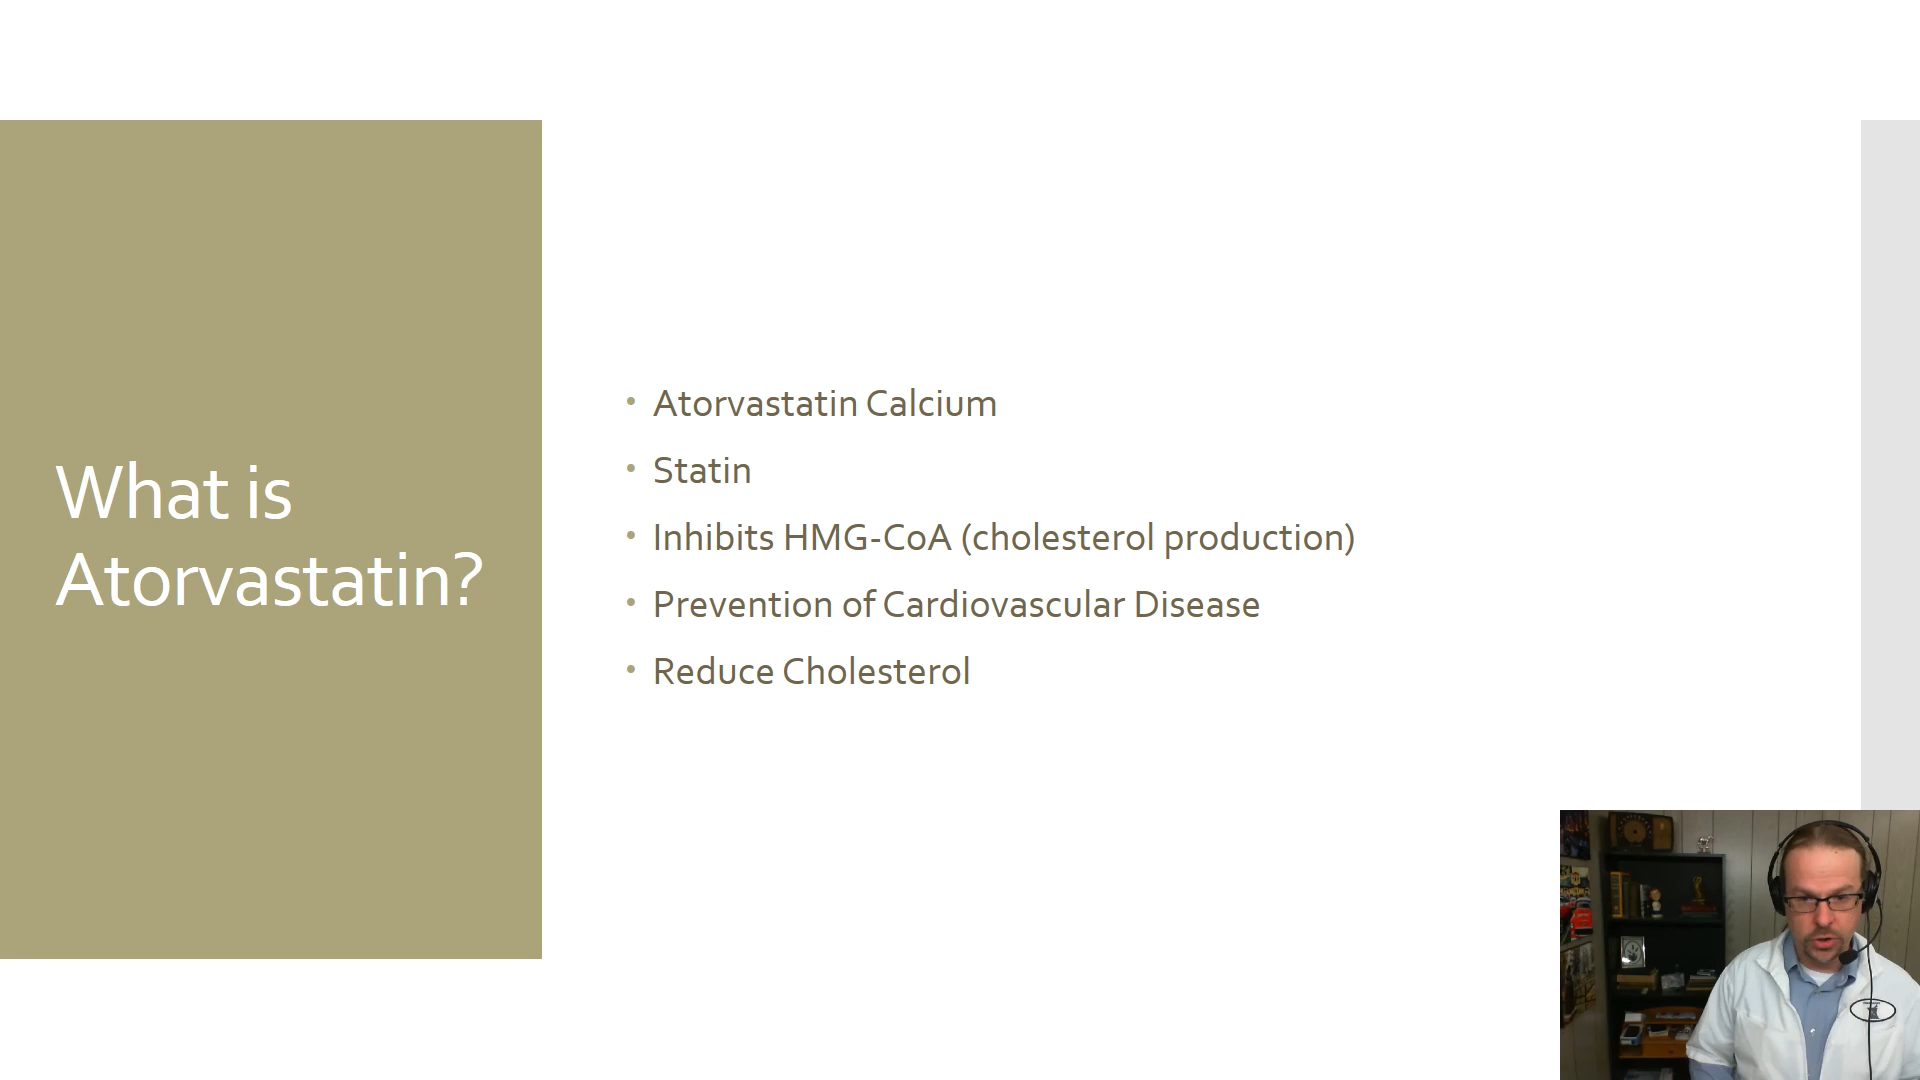 What is
Atorvastatin?
• Atorvastatin Calcium
• Statin
• Inhibits HMG-CoA (cholesterol production)
• Prevention of Cardiovascular Disease
• Reduce Cholesterol